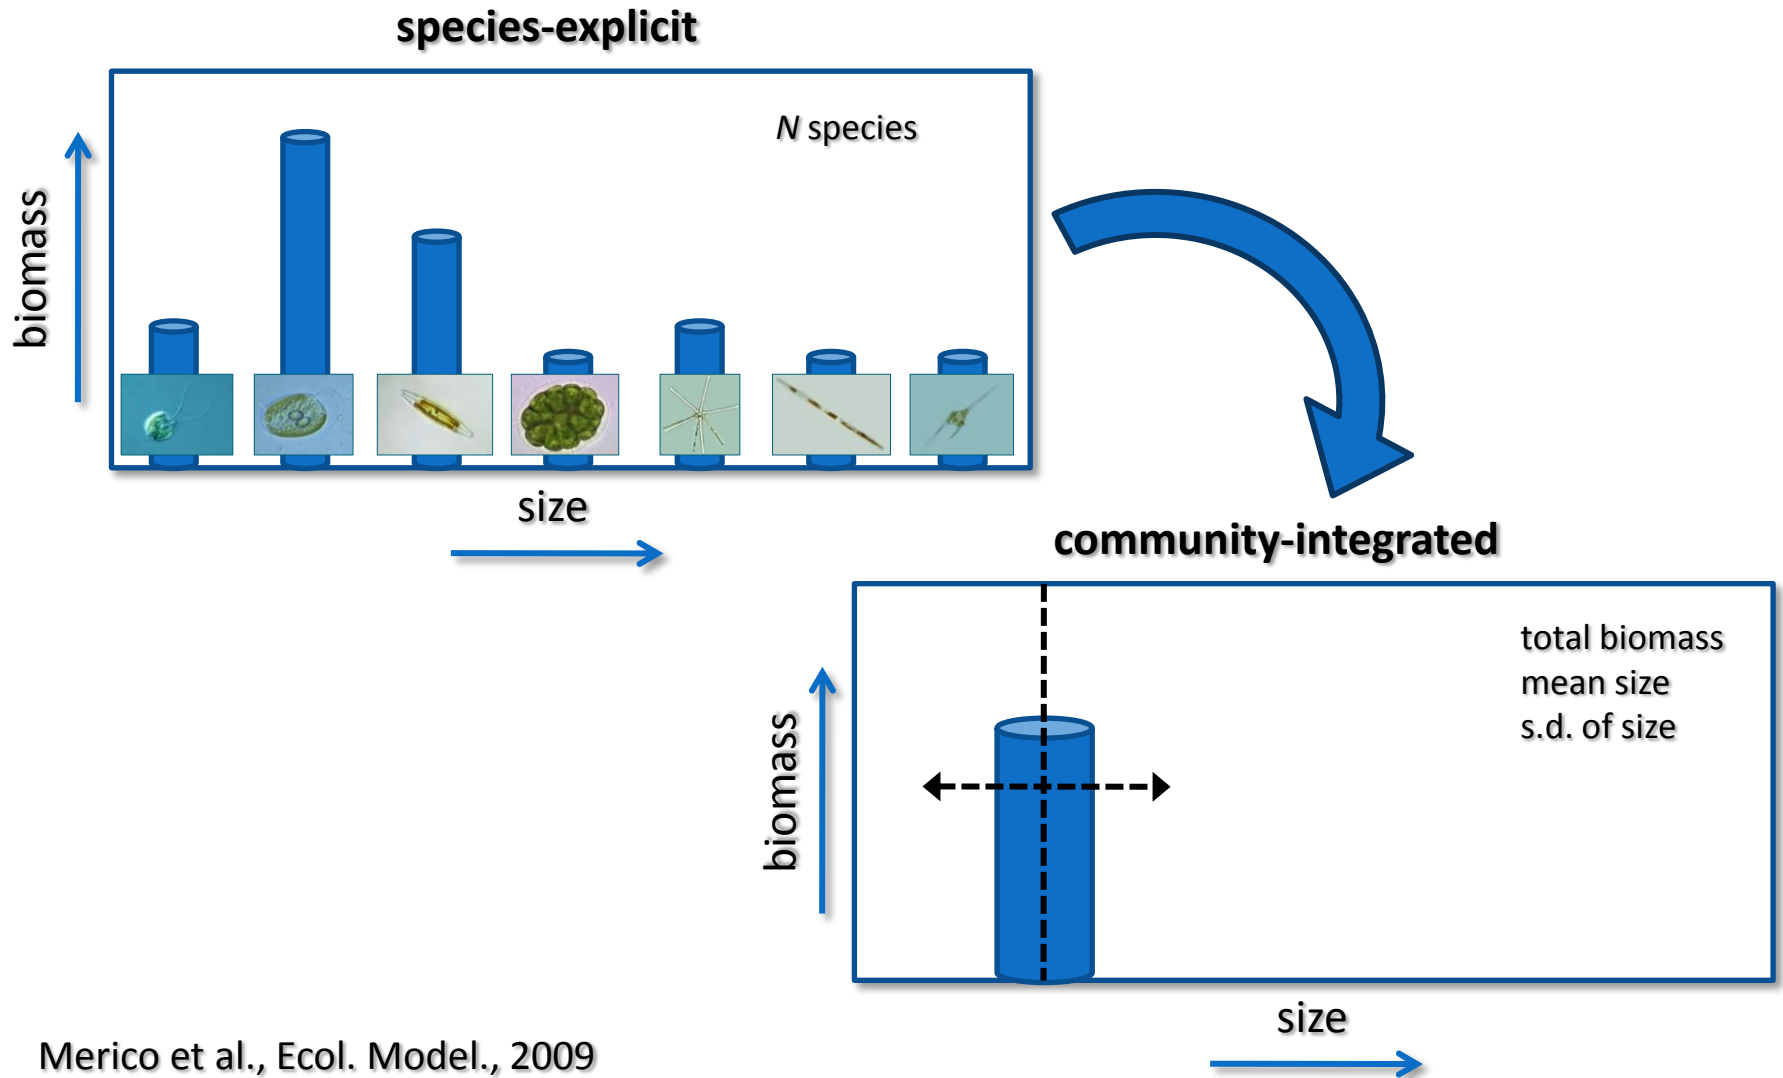 species-explicit
N species
biomass
size
community-integrated
total biomass
mean size
s.d. of size
biomass
size
Merico et al., Ecol. Model., 2009